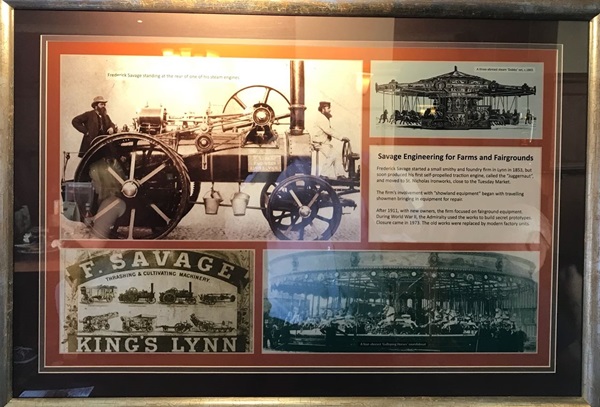 Frederick Savage standing at the rear of one of his steam engines
Savage Engineering for Farms and Fairgrounds
Frederick Savage started a small smithy and foundry firm in Lynn in 1853, but
soon produced his first self-propelled traction engine, called the "Juggernaut",
and moved to St. Nicholas Ironworks, close to the Tuesday Market.
The firm's involvement with "showland equipment" began with travelling
showmen bringing in equipment for repair.
After 1911, with new owners, the firm focused on fairground equipment.
During World War II, the Admiralty used the works to build secret prototypes.
Closure came in 1973. The old works were replaced by modern factory units.
F. SAVAGE
THRASHING & CULTIVATING MACHINERY
KING'S LYNN